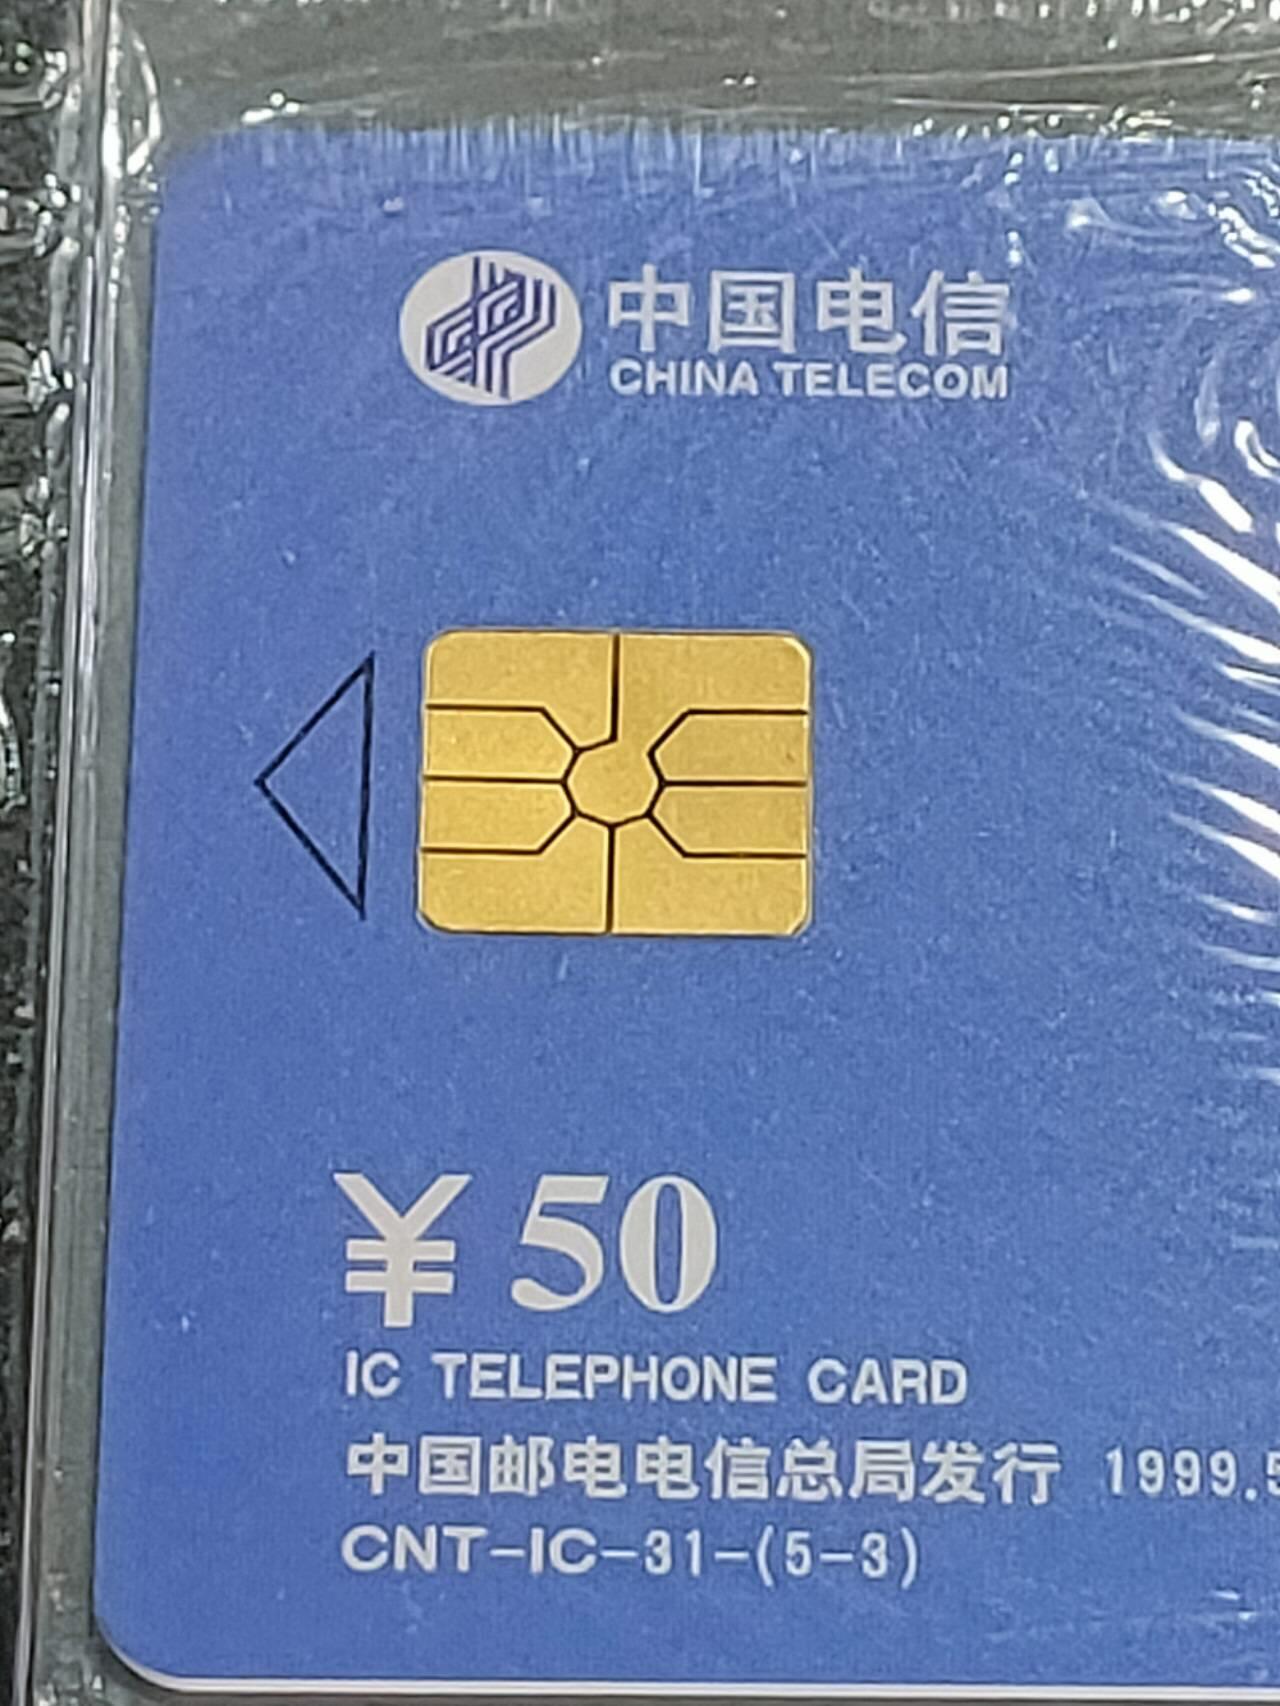 中国电信
CHINA TELECOM
¥50
IC TELEPHONE CARD
中国邮电电信总局发行 1999.5
CNT-IC-31-(5-3)